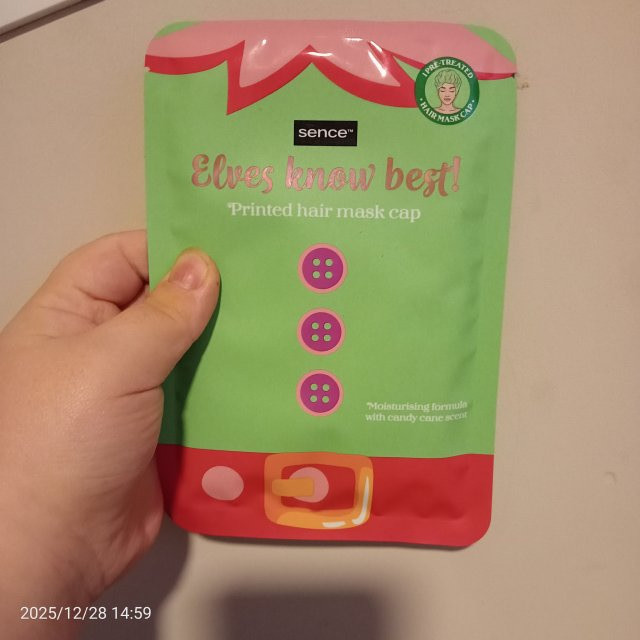 1 PRE-TREATED
• HAIR MASK CAP •
sence™
Elves know best!
Printed hair mask cap
Moisturising formula
with candy cane scent
2025/12/28 14:59